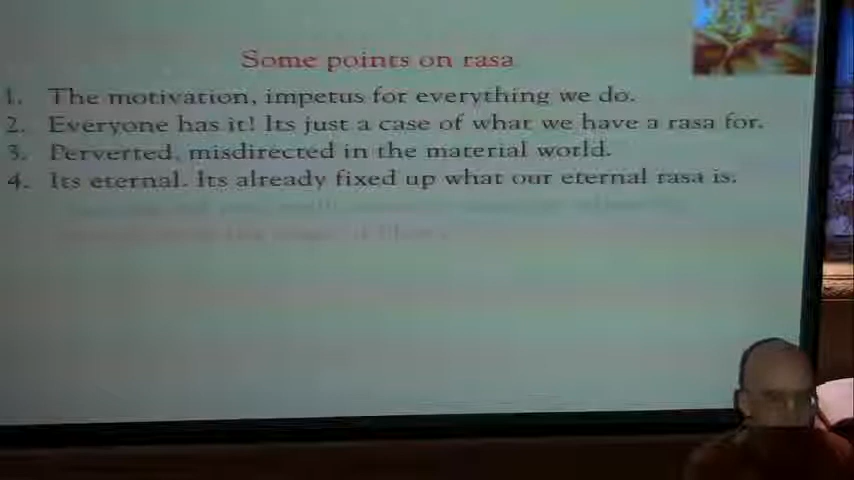 Some points on rasa
1. The motivation, impetus for everything we do.
2. Everyone has it! Its just a case of what we have a rasa for.
3. Perverted, misdirected in the material world.
4. Its eternal. Its already fixed up what our eternal rasa is.